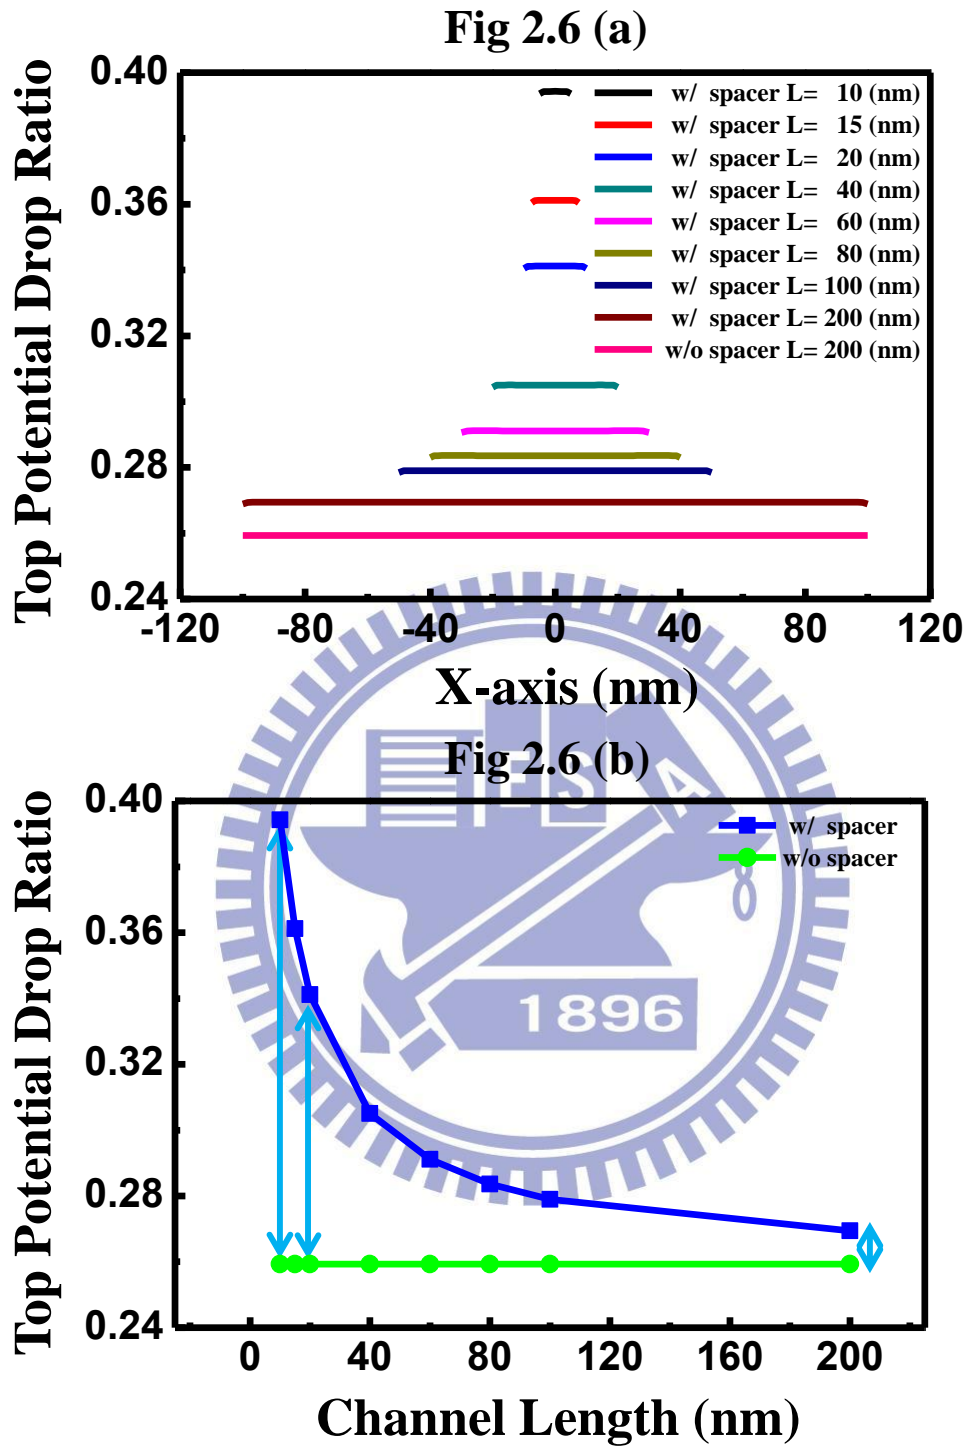 Fig 2.6 (a)
Top Potential Drop Ratio
0.40
0.36
0.32
0.28
0.24
-120 -80 -40 0 40 80 120
X-axis (nm)
w/ spacer L= 10 (nm)
w/ spacer L= 15 (nm)
w/ spacer L= 20 (nm)
w/ spacer L= 40 (nm)
w/ spacer L= 60 (nm)
w/ spacer L= 80 (nm)
w/ spacer L= 100 (nm)
w/ spacer L= 200 (nm)
w/o spacer L= 200 (nm)
Fig 2.6 (b)
Top Potential Drop Ratio
0.40
0.36
0.32
0.28
0.24
0 40 80 120 160 200
Channel Length (nm)
w/ spacer
w/o spacer
E S A
1896